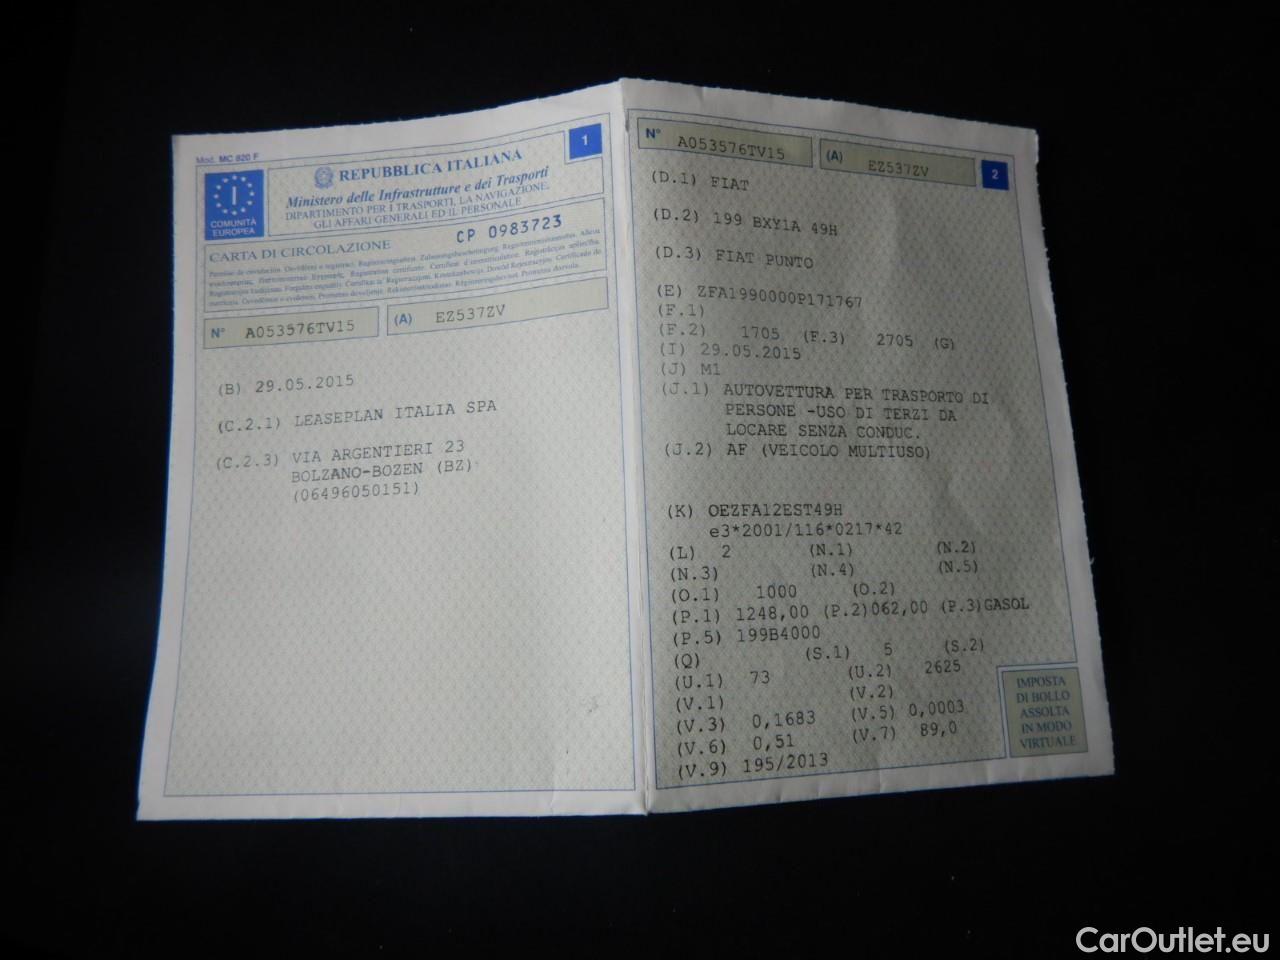 Mod. MC 820 F
1
I
COMUNITÀ
EUROPEA
REPUBBLICA ITALIANA
Ministero delle Infrastrutture e dei Trasporti
DIPARTIMENTO PER I TRASPORTI, LA NAVIGAZIONE,
GLI AFFARI GENERALI ED IL PERSONALE
CARTA DI CIRCOLAZIONE CP 0983723
N° A053576TV15 (A) EZ537ZV
(B) 29.05.2015
(C.2.1) LEASEPLAN ITALIA SPA
(C.2.3) VIA ARGENTIERI 23
BOLZANO-BOZEN (BZ)
(06496050151)
N° A053576TV15 (A) EZ537ZV 2
(D.1) FIAT
(D.2) 199 BXY1A 49H
(D.3) FIAT PUNTO
(E) ZFA1990000P171767
(F.1)
(F.2) 1705 (F.3) 2705 (G)
(I) 29.05.2015
(J) M1
(J.1) AUTOVETTURA PER TRASPORTO DI
PERSONE -USO DI TERZI DA
LOCARE SENZA CONDUC.
(J.2) AF (VEICOLO MULTIUSO)
(K) OEZFA12EST49H
e3*2001/116*0217*42
(L) 2 (N.1) (N.2)
(N.3) (N.4) (N.5)
(O.1) 1000 (O.2)
(P.1) 1248,00 (P.2)062,00 (P.3)GASOL
(P.5) 199B4000
(Q) (S.1) 5 (S.2)
(U.1) 73 (U.2) 2625
(V.1) (V.2)
(V.3) 0,1683 (V.5) 0,0003
(V.6) 0,51 (V.7) 89,0
(V.9) 195/2013
IMPOSTA
DI BOLLO
ASSOLTA
IN MODO
VIRTUALE
CarOutlet.eu